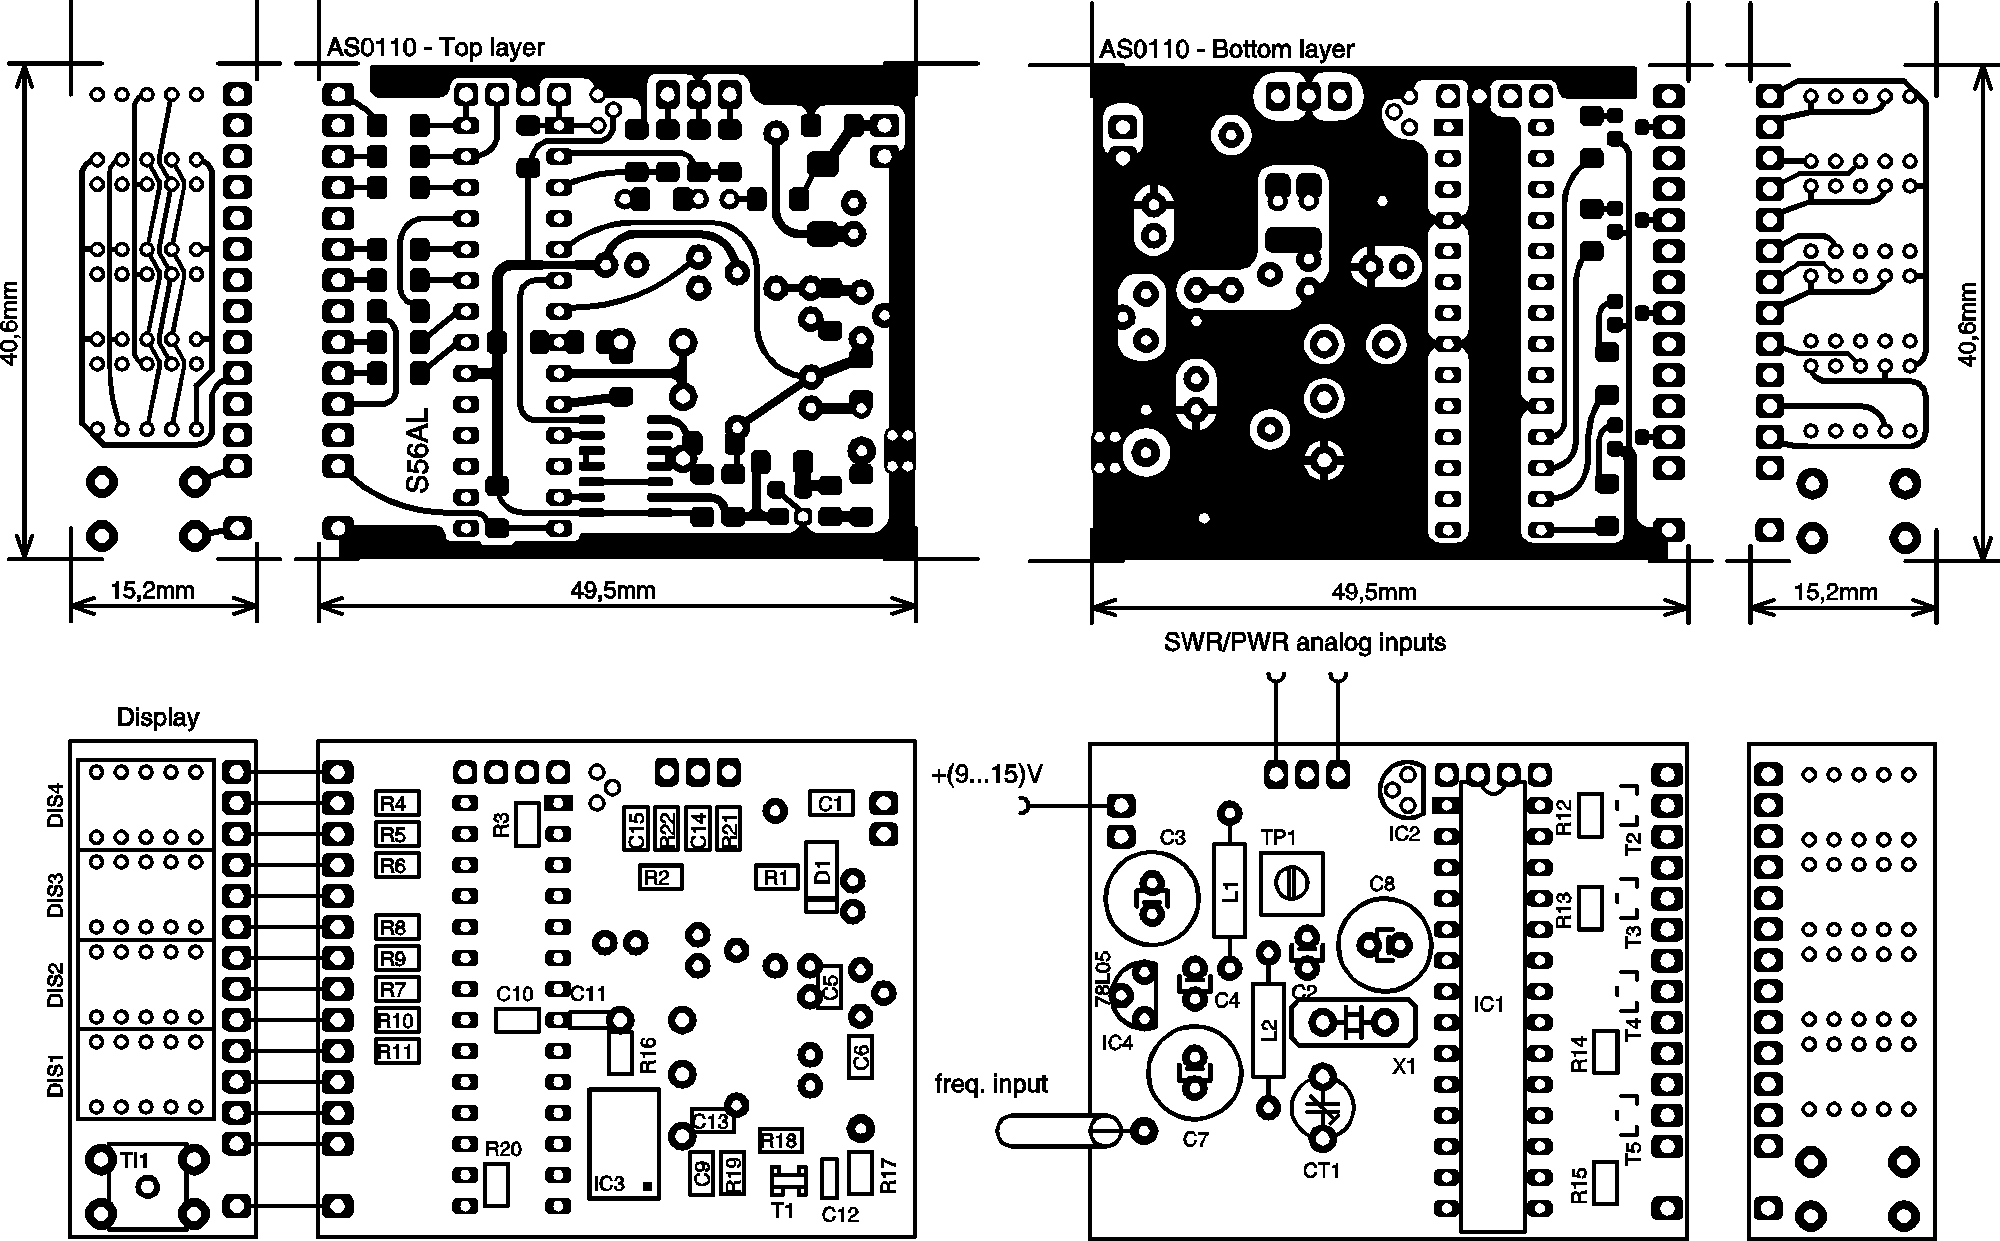 AS0110 - Top layer
AS0110 - Bottom layer
40,6mm
S56AL
40,6mm
15,2mm
49,5mm
49,5mm
15,2mm
SWR/PWR analog inputs
Display
DIS4
DIS3
DIS2
DIS1
TI1
R4
R5
R6
R8
R9
R7
R10
R11
R3
C15
R22
C14
R21
C1
R2
R1
D1
C5
C10
C11
R16
C6
IC3
C13
R18
C9
R19
T1
C12
R17
R20
+(9...15)V
freq. input
C3
L1
TP1
IC2
C8
78L05
IC4
C4
C2
L2
X1
C7
CT1
IC1
R12
T2
R13
T3
T4
R14
T5
R15